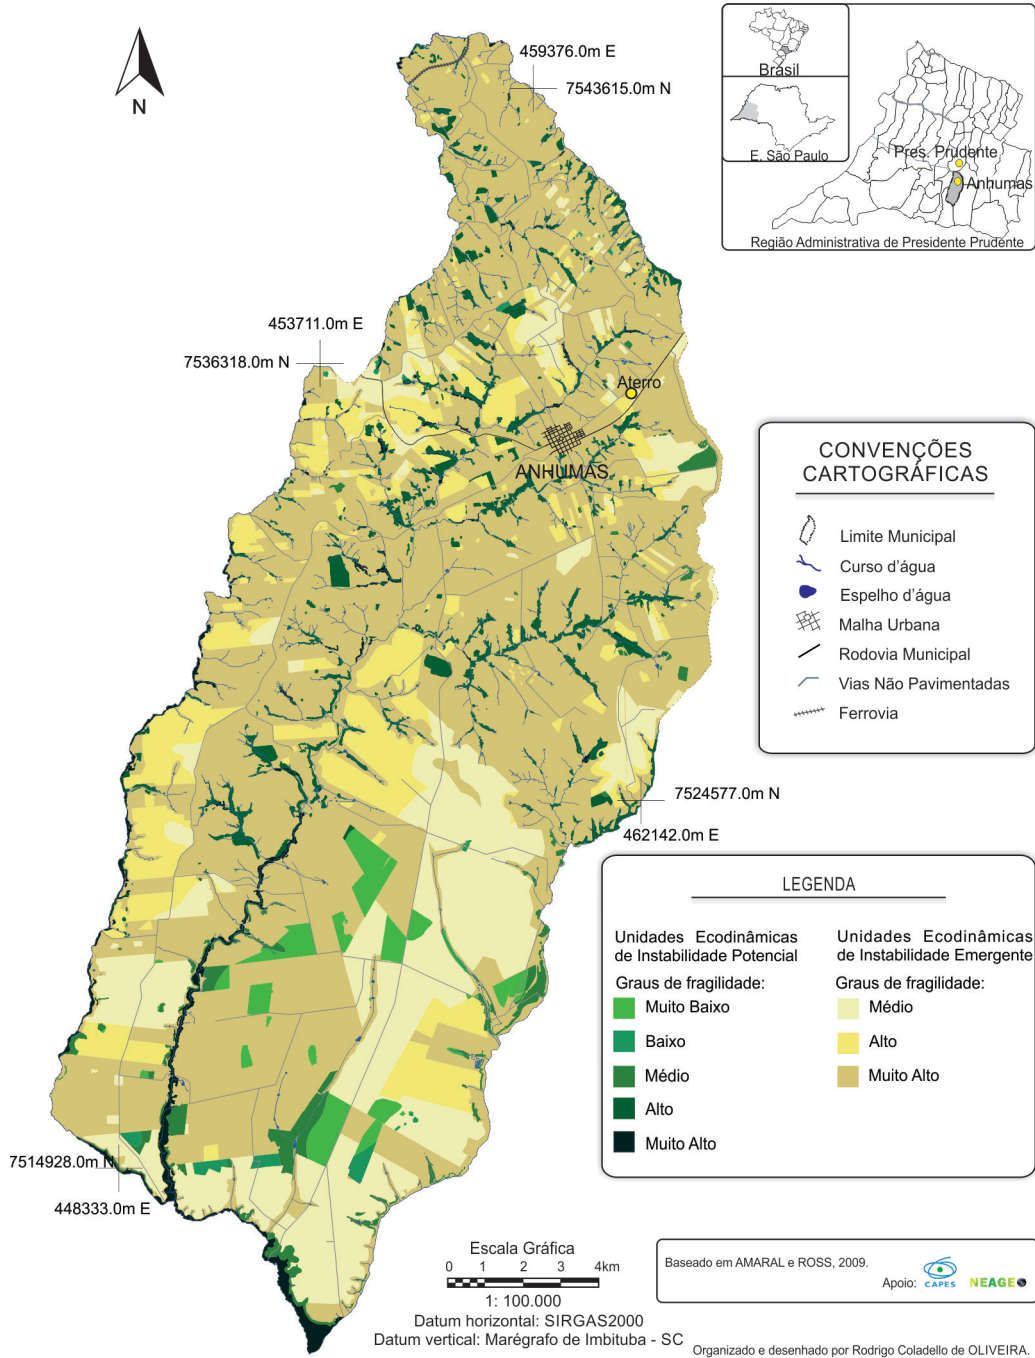 N
459376.0m E
7543615.0m N
Brasil
E. São Paulo
Pres. Prudente
Anhumas
Região Administrativa de Presidente Prudente
453711.0m E
7536318.0m N
Aterro
ANHUMAS
CONVENÇÕES
CARTOGRÁFICAS
Limite Municipal
Curso d'água
Espelho d'água
Malha Urbana
Rodovia Municipal
Vias Não Pavimentadas
Ferrovia
7524577.0m N
462142.0m E
LEGENDA
Unidades Ecodinâmicas
de Instabilidade Potencial
Graus de fragilidade:
Muito Baixo
Baixo
Médio
Alto
Muito Alto
Unidades Ecodinâmicas
de Instabilidade Emergente
Graus de fragilidade:
Médio
Alto
Muito Alto
7514928.0m N
448333.0m E
Escala Gráfica
0 1 2 3 4km
1: 100.000
Datum horizontal: SIRGAS2000
Datum vertical: Marégrafo de Imbituba - SC
Baseado em AMARAL e ROSS, 2009.
Apoio:
CAPES
NEAGEO
Organizado e desenhado por Rodrigo Coladello de OLIVEIRA.